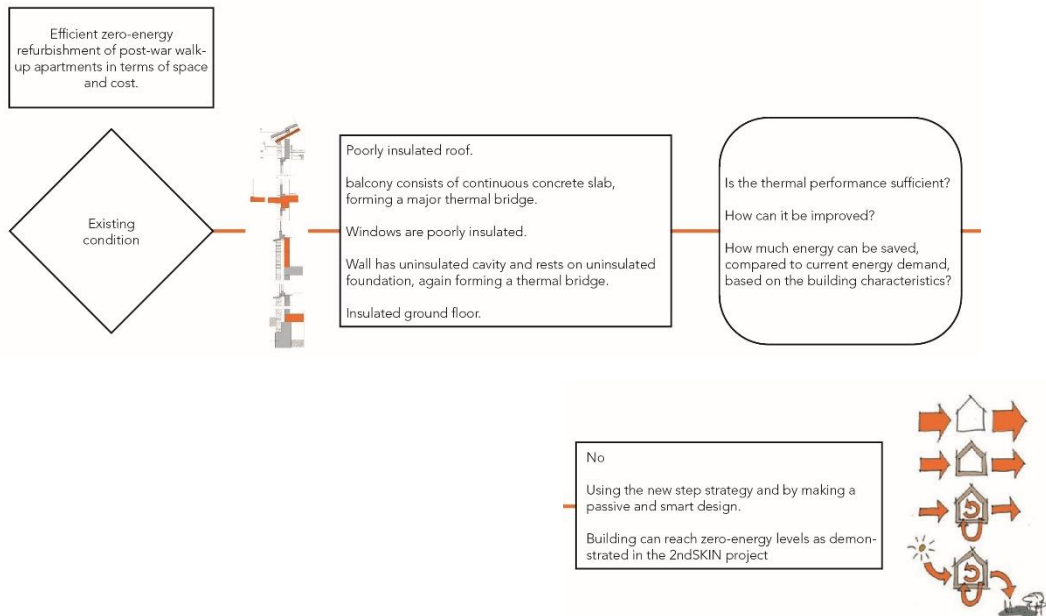 Efficient zero-energy
refurbishment of post-war walk-
up apartments in terms of space
and cost.
Existing
condition
Poorly insulated roof.
balcony consists of continuous concrete slab,
forming a major thermal bridge.
Windows are poorly insulated.
Wall has uninsulated cavity and rests on uninsulated
foundation, again forming a thermal bridge.
Insulated ground floor.
Is the thermal performance sufficient?
How can it be improved?
How much energy can be saved,
compared to current energy demand,
based on the building characteristics?
No
Using the new step strategy and by making a
passive and smart design.
Building can reach zero-energy levels as demon-
strated in the 2ndSKIN project